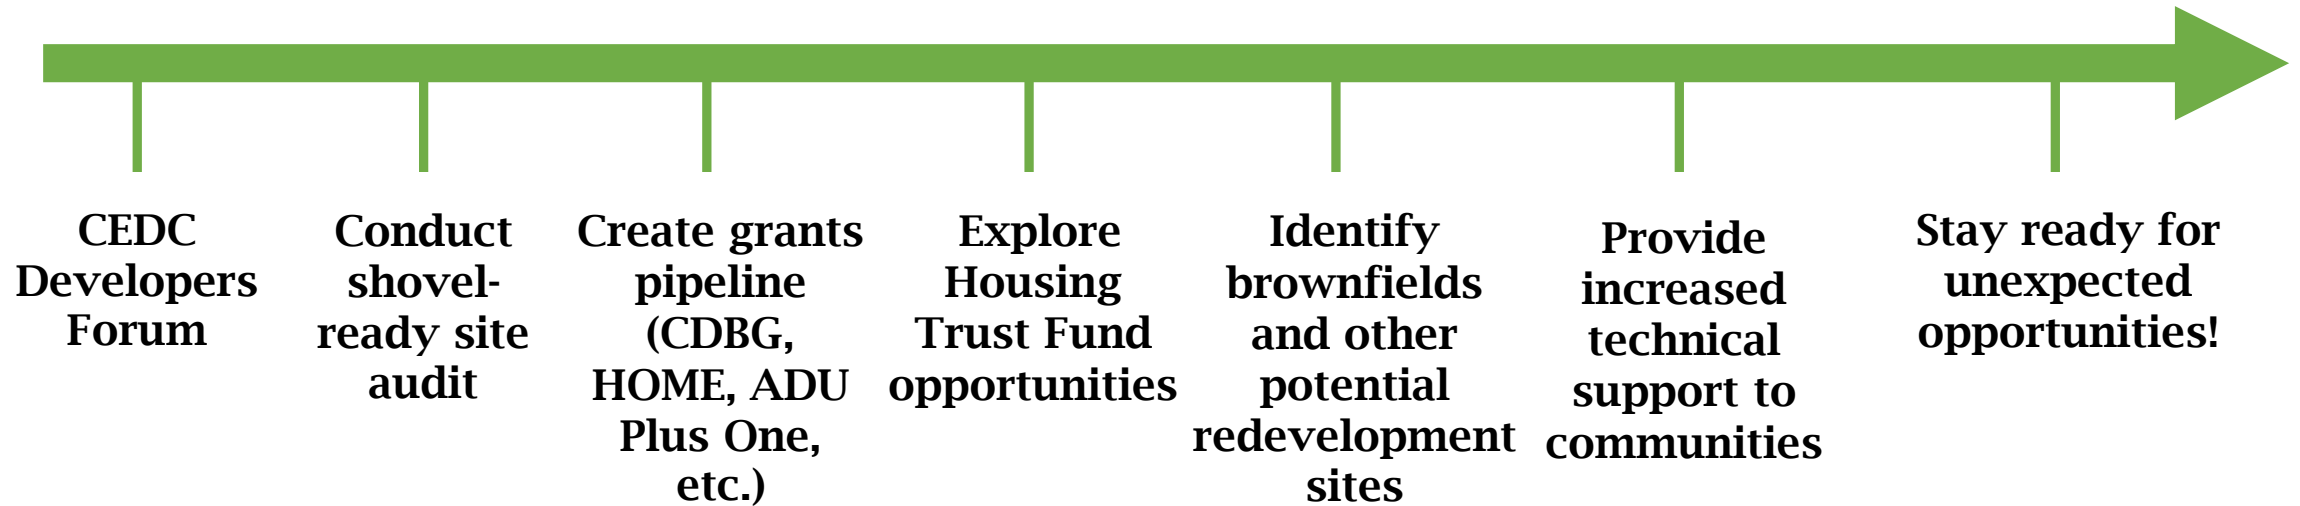 CEDC
Developers
Forum
Conduct
shovel-
ready site
audit
Create grants
pipeline
(CDBG,
HOME, ADU
Plus One,
etc.)
Explore
Housing
Trust Fund
opportunities
Identify
brownfields
and other
potential
redevelopment
sites
Provide
increased
technical
support to
communities
Stay ready for
unexpected
opportunities!